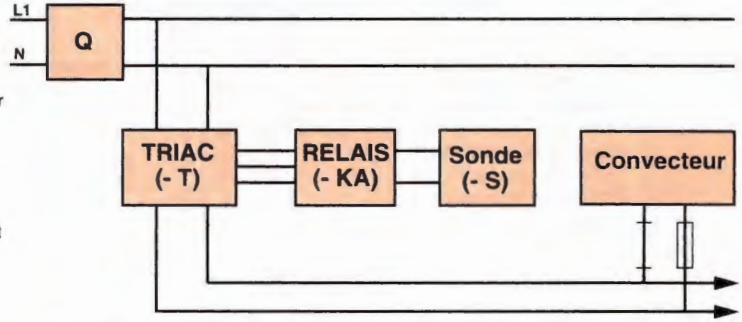 L1
N
Q
r
t
TRIAC
(- T)
RELAIS
(- KA)
Sonde
(- S)
Convecteur